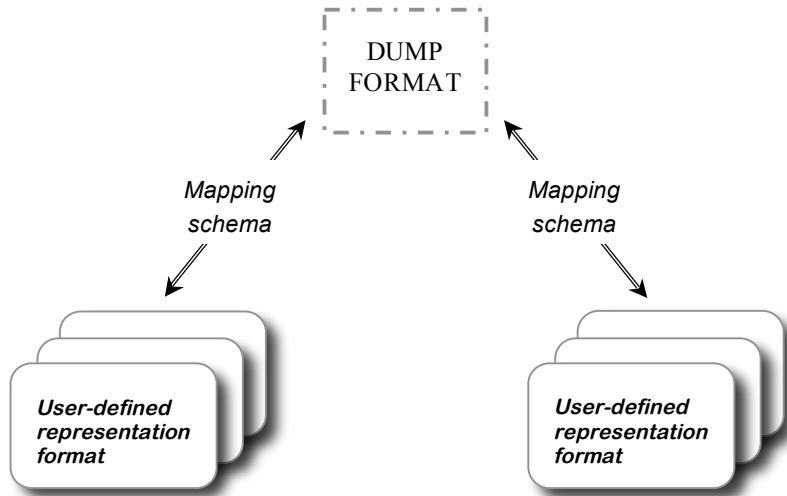 DUMP
FORMAT
Mapping
schema
Mapping
schema
User-defined
representation
format
User-defined
representation
format